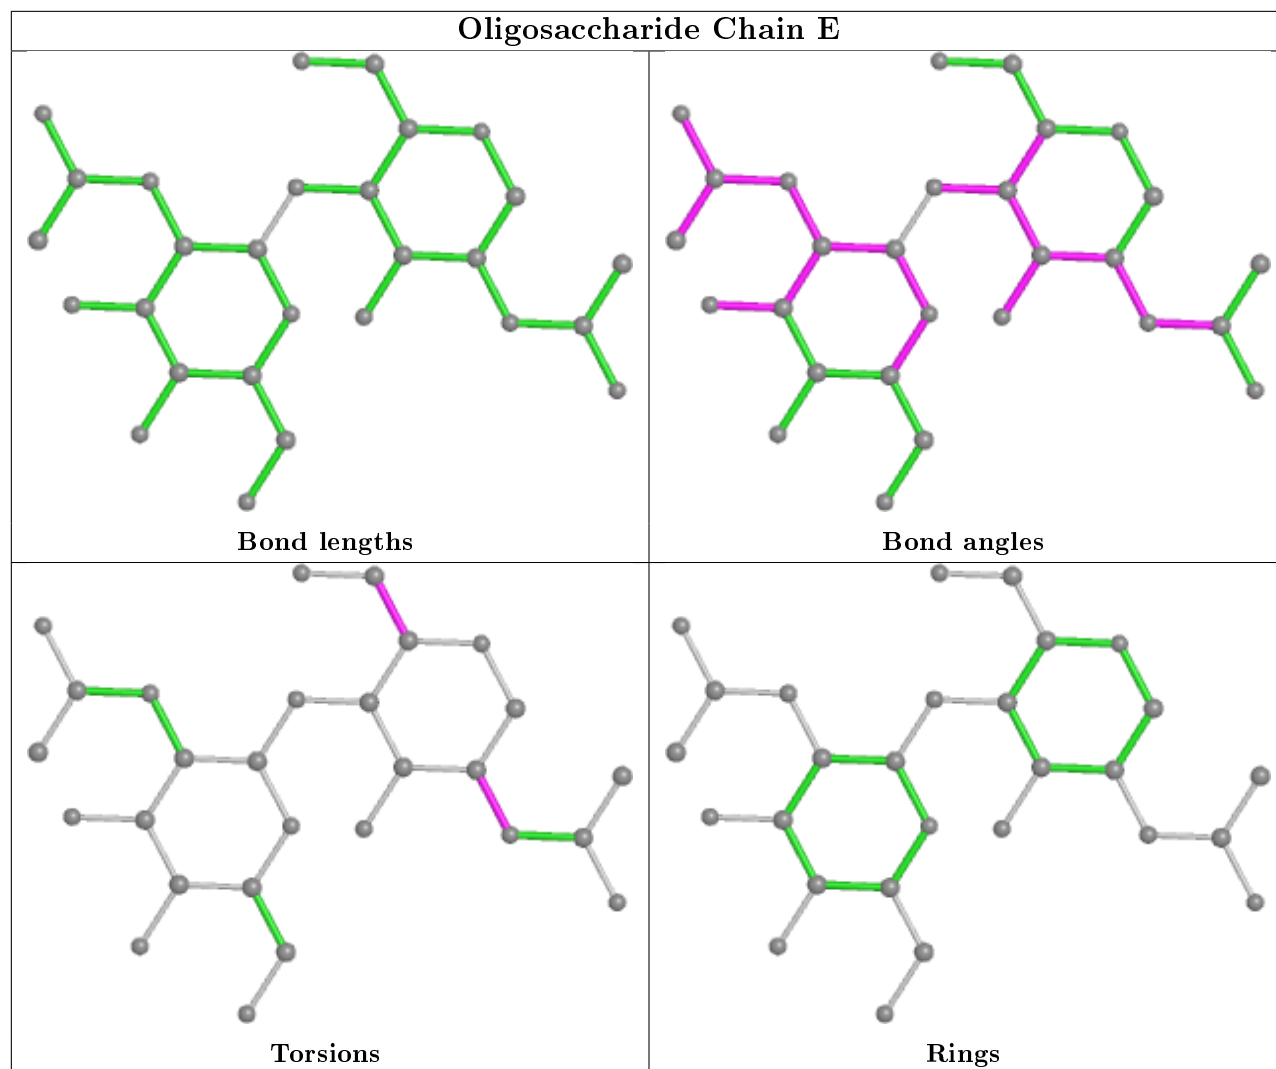 Oligosaccharide Chain E
Bond lengths
Bond angles
Torsions
Rings